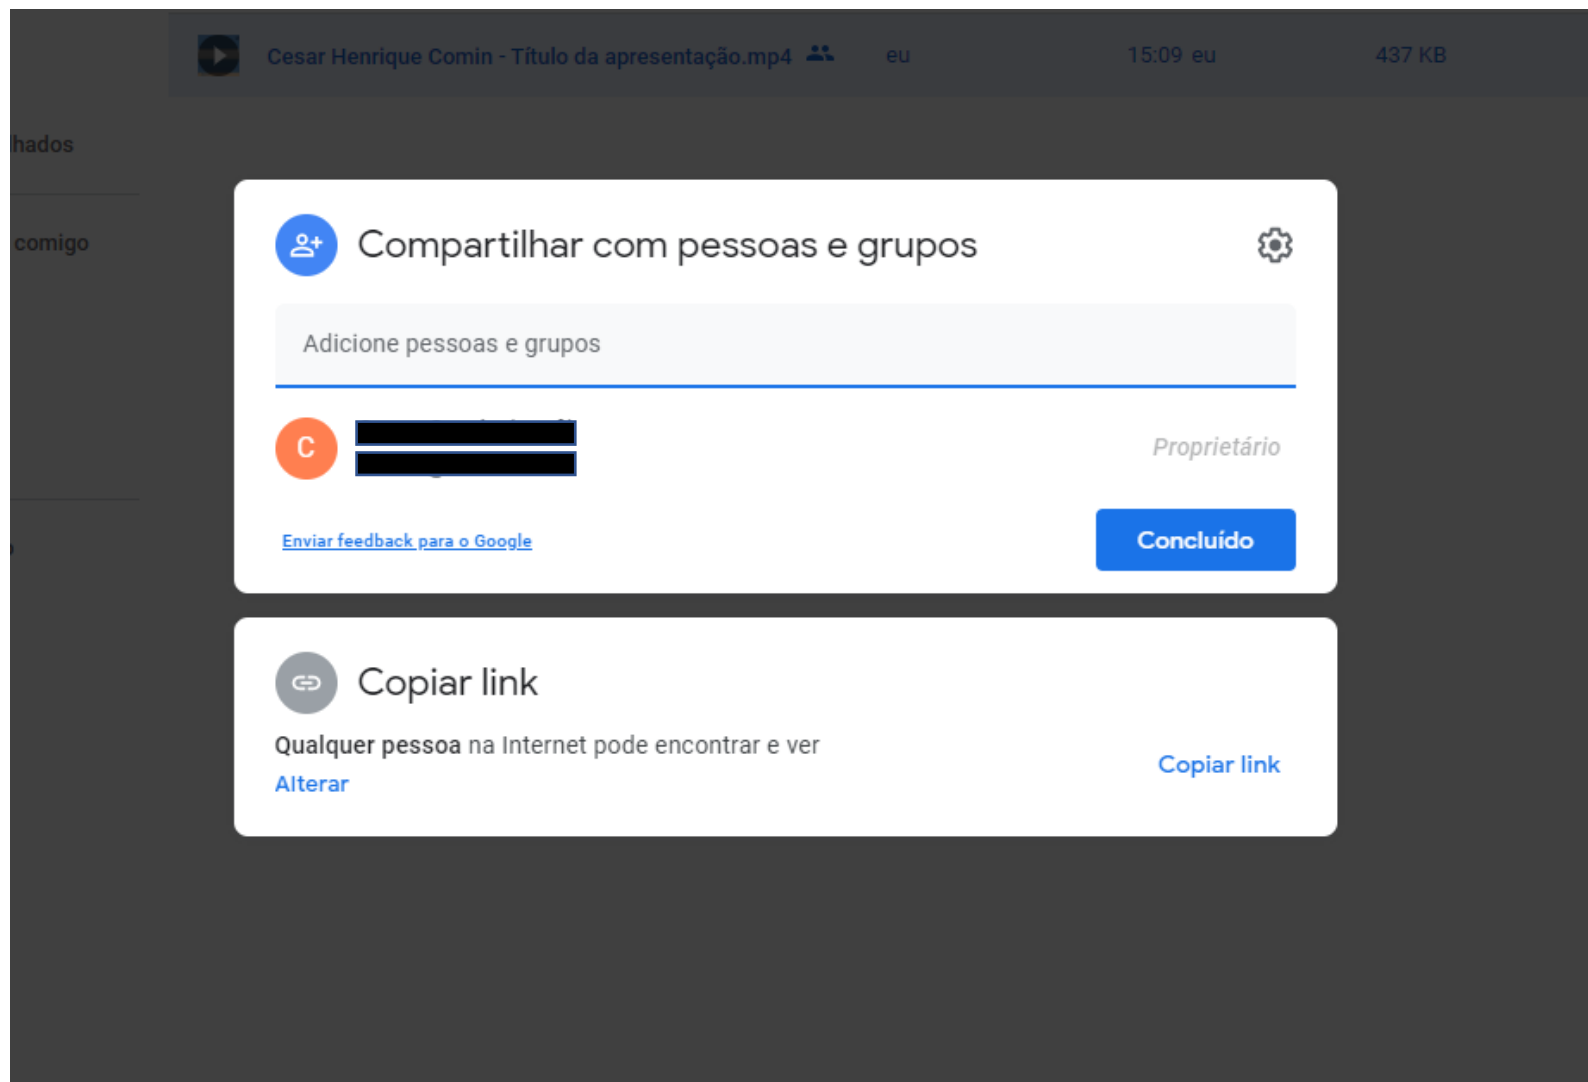 Cesar Henrique Comin - Título da apresentação.mp4 eu 15:09 eu 437 KB
hados
comigo
Compartilhar com pessoas e grupos
Adicione pessoas e grupos
C
Proprietário
Enviar feedback para o Google
Concluído
Copiar link
Qualquer pessoa na Internet pode encontrar e ver
Alterar
Copiar link